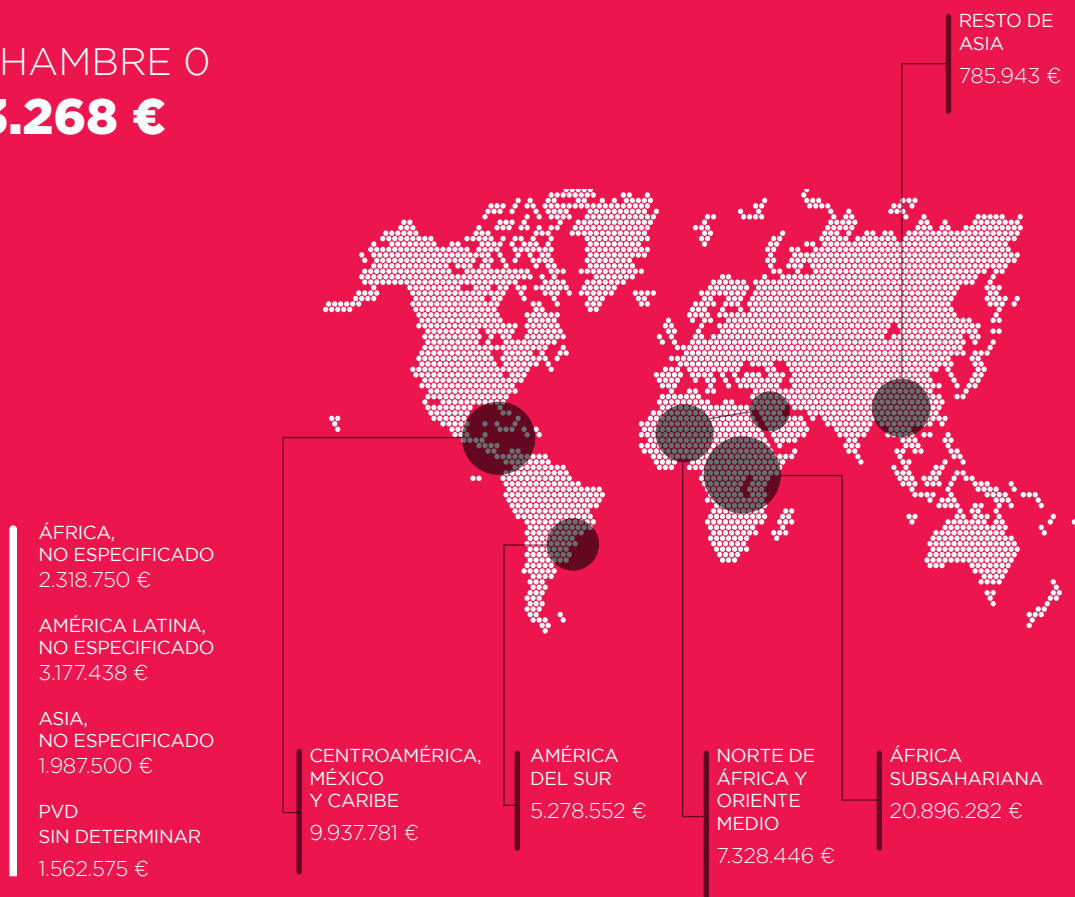 HAMBRE 0
3.268 €
RESTO DE
ASIA
785.943 €
ÁFRICA,
NO ESPECIFICADO
2.318.750 €
AMÉRICA LATINA,
NO ESPECIFICADO
3.177.438 €
ASIA,
NO ESPECIFICADO
1.987.500 €
PVD
SIN DETERMINAR
1.562.575 €
CENTROAMÉRICA,
MÉXICO
Y CARIBE
9.937.781 €
AMÉRICA
DEL SUR
5.278.552 €
NORTE DE
ÁFRICA Y
ORIENTE
MEDIO
7.328.446 €
ÁFRICA
SUBSAHARIANA
20.896.282 €